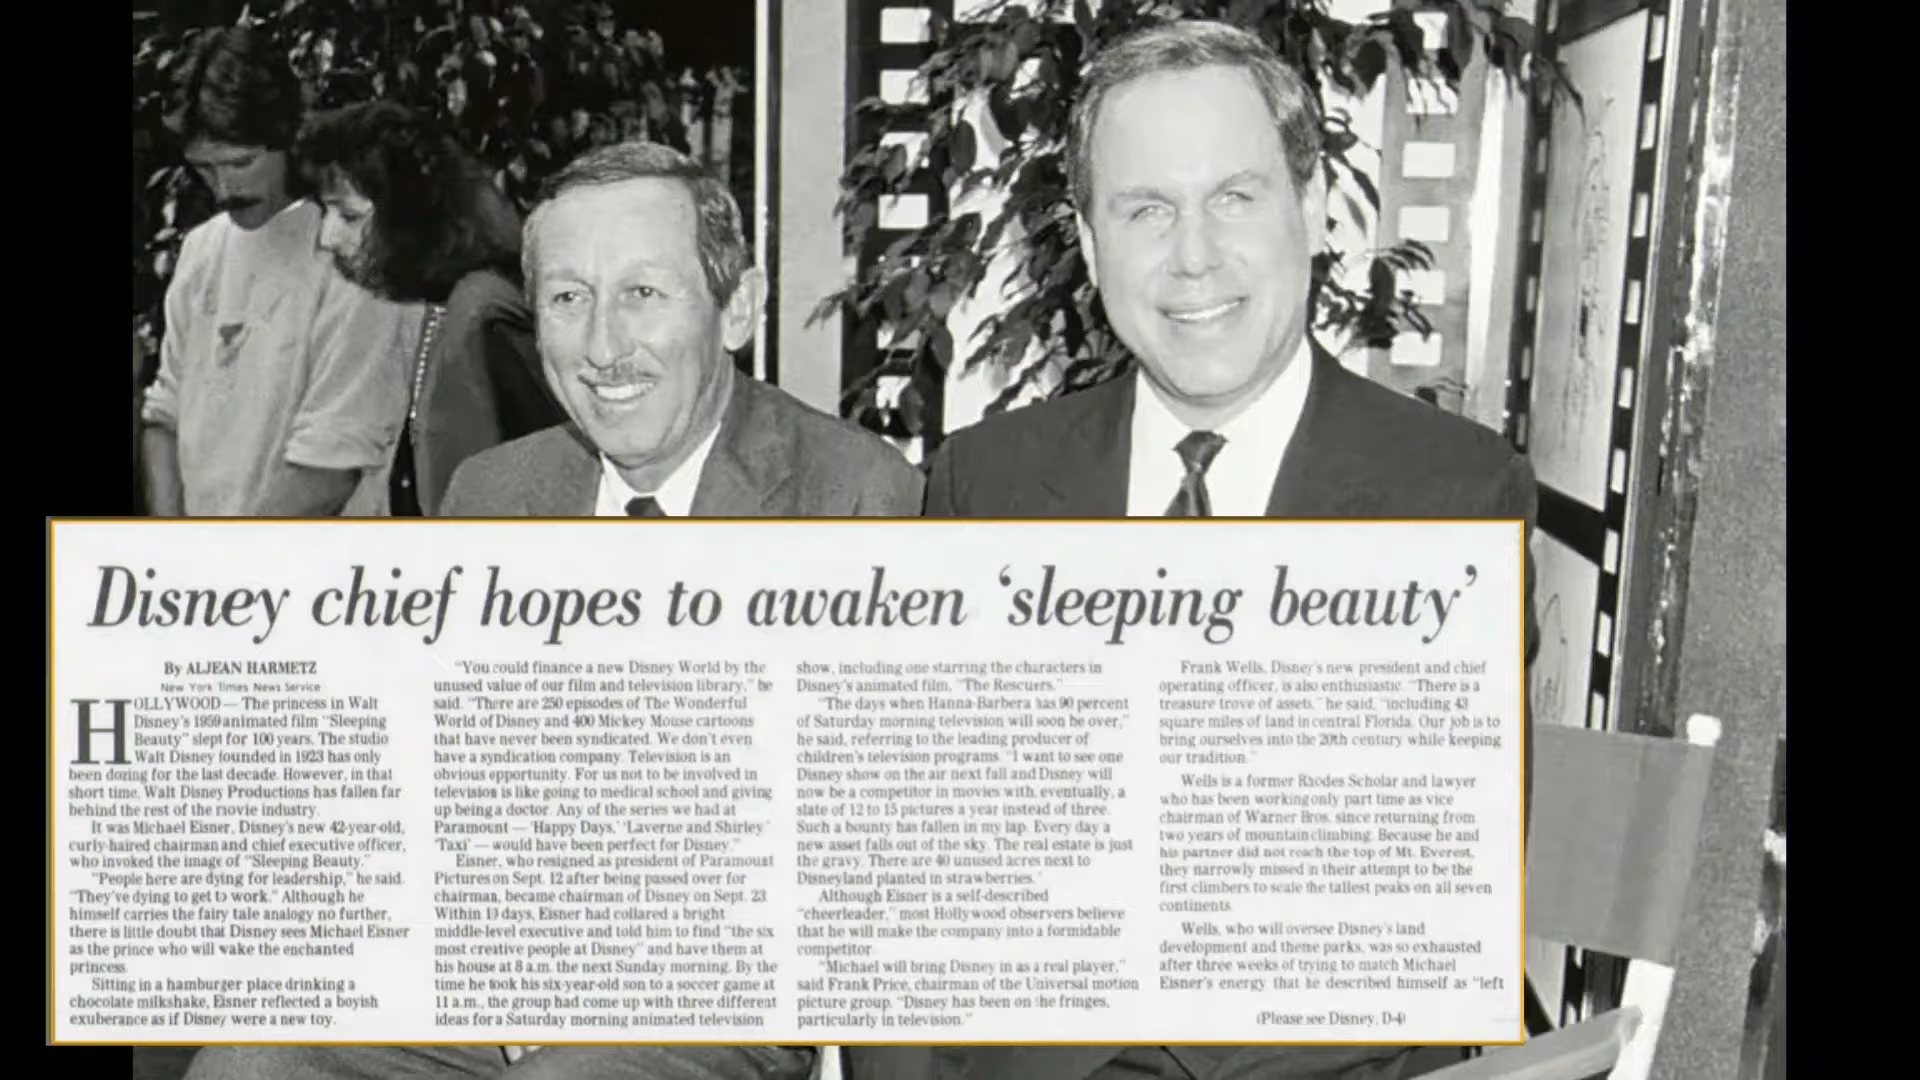 Disney chief hopes to awaken ‘sleeping beauty’
By ALJEAN HARMETZ
New York Times News Service
HOLLYWOOD — The princess in Walt
Disney's 1959 animated film "Sleeping
Beauty" slept for 100 years. The studio
Walt Disney founded in 1923 has only
been dozing for the last decade. However, in that
short time, Walt Disney Productions has fallen far
behind the rest of the movie industry.
It was Michael Eisner, Disney's new 42-year-old,
curly-haired chairman and chief executive officer,
who invoked the image of "Sleeping Beauty."
"People here are dying for leadership," he said.
"They've dying to get to work." Although he
himself carries the fairy tale analogy no further,
there is little doubt that Disney sees Michael Eisner
as the prince who will wake the enchanted
princess.
Sitting in a hamburger place drinking a
chocolate milkshake, Eisner reflected a boyish
exuberance as if Disney were a new toy.
"You could finance a new Disney World by the
unused value of our film and television library," he
said. "There are 250 episodes of The Wonderful
World of Disney and 400 Mickey Mouse cartoons
that have never been syndicated. We don't even
have a syndication company. Television is an
obvious opportunity. For us not to be involved in
television is like going to medical school and giving
up being a doctor. Any of the series we had at
Paramount — 'Happy Days,' 'Laverne and Shirley'
'Taxi' — would have been perfect for Disney."
Eisner, who resigned as president of Paramount
Pictures on Sept. 12 after being passed over for
chairman, became chairman of Disney on Sept. 23.
Within 10 days, Eisner had collared a bright
middle-level executive and told him to find "the six
most creative people at Disney" and have them at
his house at 8 a.m. the next Sunday morning. By the
time he took his six-year-old son to a soccer game at
11 a.m., the group had come up with three different
ideas for a Saturday morning animated television
show, including one starring the characters in
Disney's animated film, "The Rescuers."
"The days when Hanna-Barbera has 90 percent
of Saturday morning television will soon be over,"
he said, referring to the leading producer of
children's television programs. "I want to see one
Disney show on the air next fall and Disney will
now be a competitor in movies with, eventually, a
slate of 12 to 15 pictures a year instead of three.
Such a bounty has fallen in my lap. Every day a
new asset falls out of the sky. The real estate is just
the gravy. There are 40 unused acres next to
Disneyland planted in strawberries."
Although Eisner is a self-described
"cheerleader," most Hollywood observers believe
that he will make the company into a formidable
competitor.
"Michael will bring Disney in as a real player,"
said Frank Price, chairman of the Universal motion
picture group. "Disney has been on the fringes,
particularly in television."
Frank Wells, Disney's new president and chief
operating officer, is also enthusiastic. "There is a
treasure trove of assets," he said, "including 43
square miles of land in central Florida. Our job is to
bring ourselves into the 20th century while keeping
our tradition."
Wells is a former Rhodes Scholar and lawyer
who has been working only part time as vice
chairman of Warner Bros. since returning from
two years of mountain climbing. Because he and
his partner did not reach the top of Mt. Everest,
they narrowly missed in their attempt to be the
first climbers to scale the tallest peaks on all seven
continents.
Wells, who will oversee Disney's land
development and theme parks, was so exhausted
after three weeks of trying to match Michael
Eisner's energy that he described himself as "left
(Please see Disney, D-4)